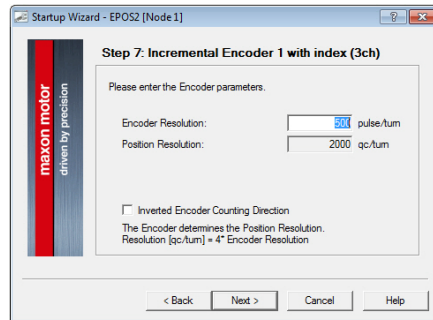 Startup Wizard - EPOS2 [Node 1]
Step 7: Incremental Encoder 1 with index (3ch)
maxon motor
driven by precision
Please enter the Encoder parameters.
Encoder Resolution: 500 pulse/turn
Position Resolution: 2000 qc/turn
Inverted Encoder Counting Direction
The Encoder determines the Position Resolution.
Resolution [qc/turn] = 4* Encoder Resolution
< Back Next > Cancel Help